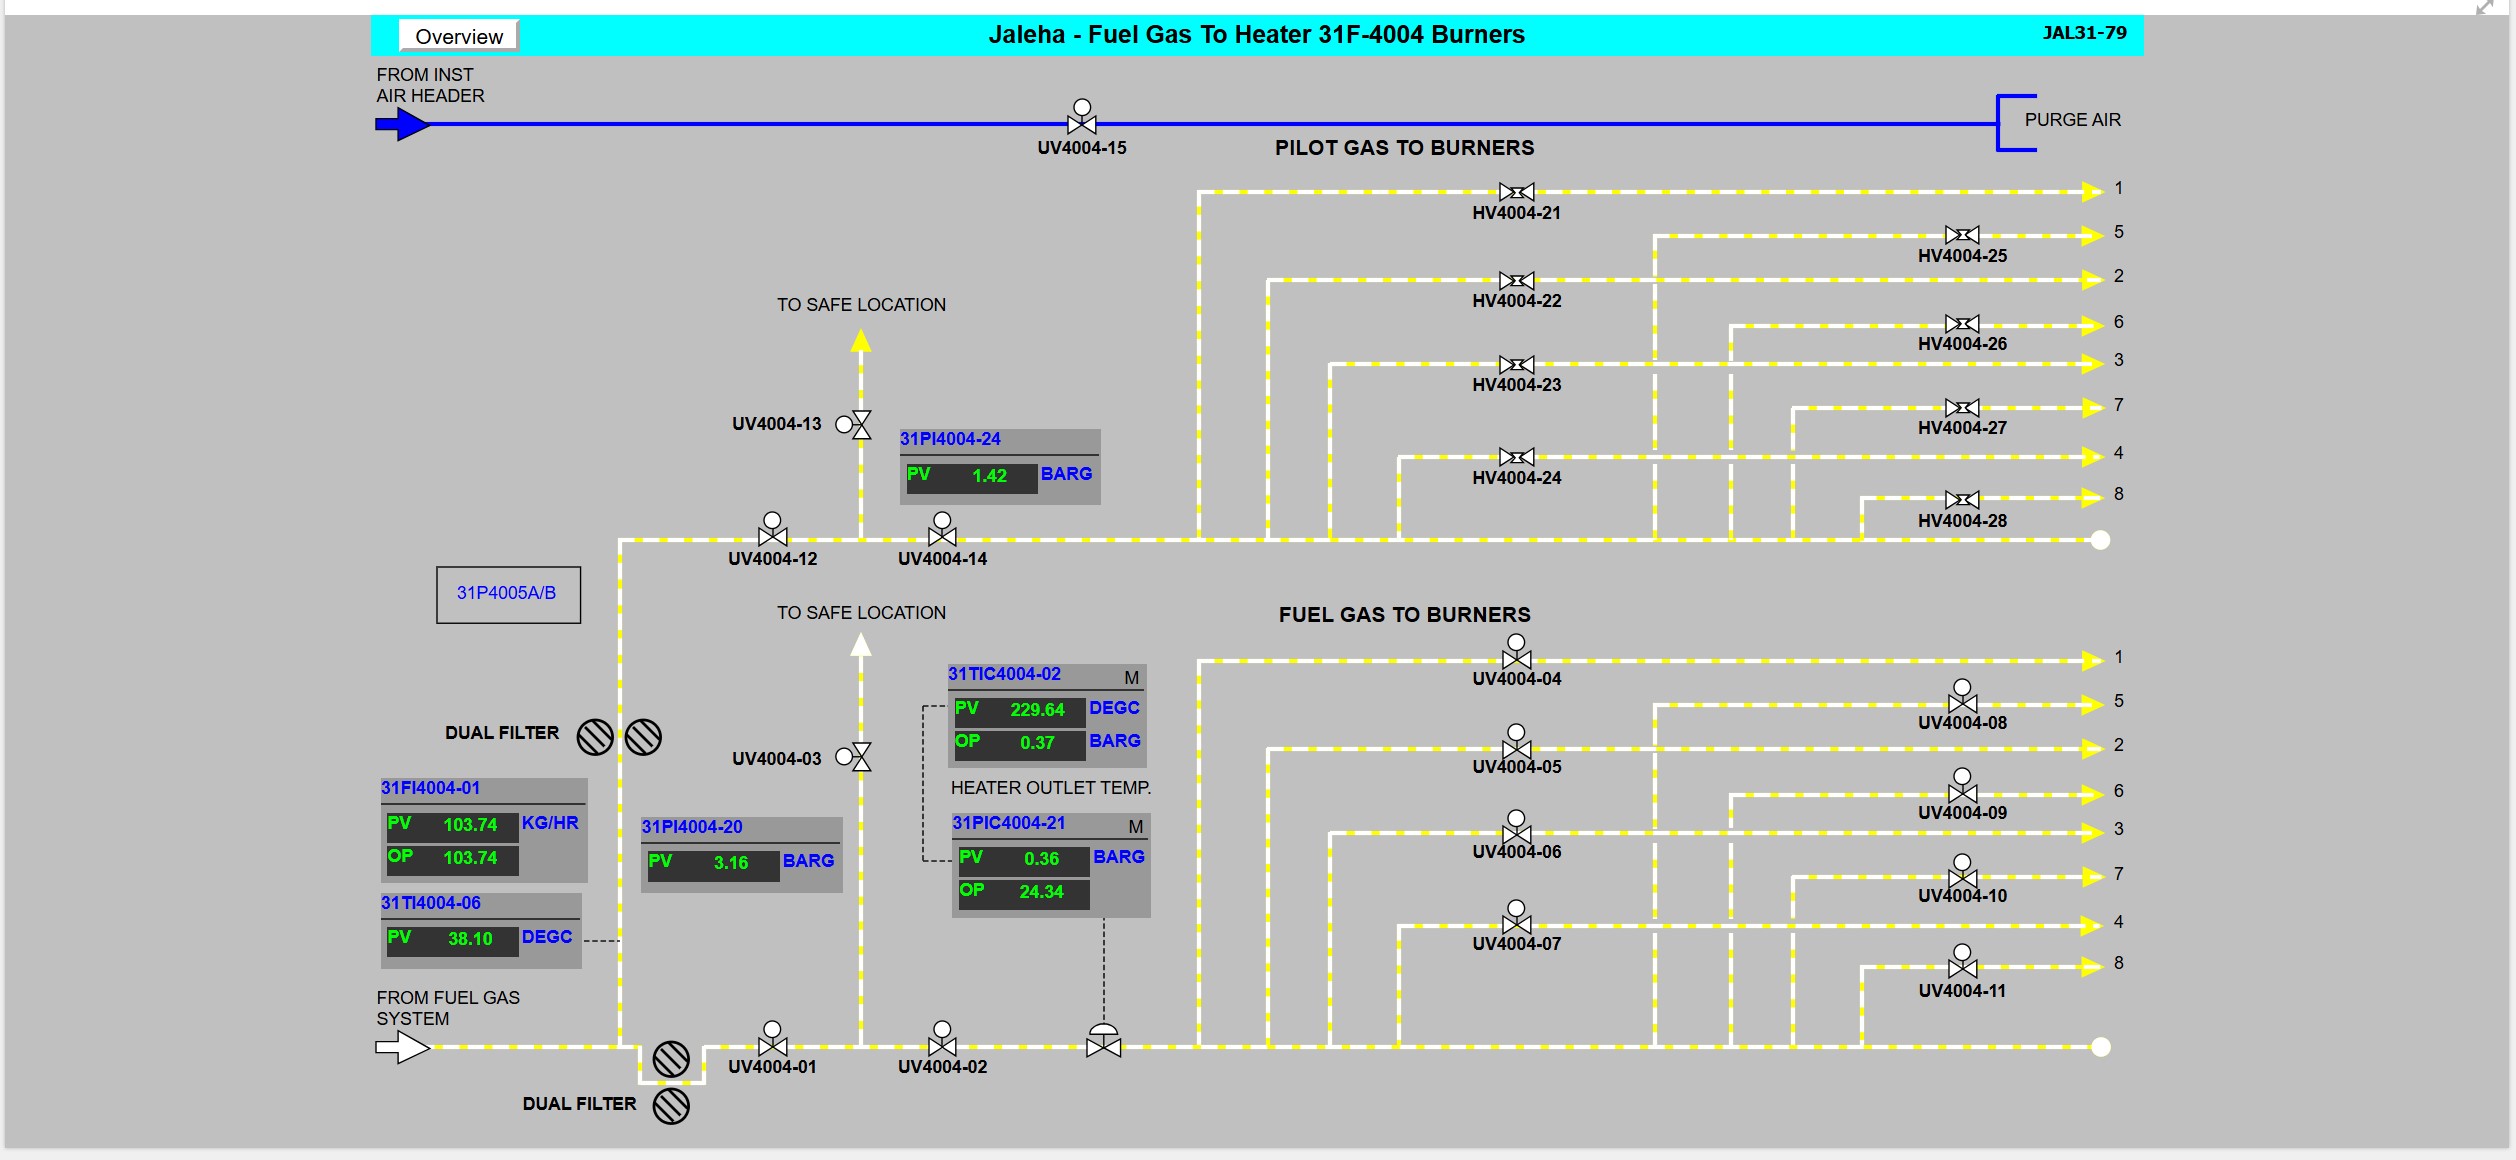 Overview
Jaleha - Fuel Gas To Heater 31F-4004 Burners
JAL31-79
FROM INST
AIR HEADER
UV4004-15
PURGE AIR
PILOT GAS TO BURNERS
1
HV4004-21
5
HV4004-25
2
HV4004-22
6
HV4004-26
3
HV4004-23
7
HV4004-27
4
HV4004-24
8
HV4004-28
TO SAFE LOCATION
UV4004-13
31PI4004-24
PV 1.42 BARG
UV4004-12
UV4004-14
31P4005A/B
TO SAFE LOCATION
FUEL GAS TO BURNERS
1
UV4004-04
5
UV4004-08
2
UV4004-05
6
UV4004-09
3
UV4004-06
7
UV4004-10
4
UV4004-07
8
UV4004-11
31TIC4004-02 M
PV 229.64 DEGC
OP 0.37 BARG
HEATER OUTLET TEMP.
31PIC4004-21 M
PV 0.36 BARG
OP 24.34
DUAL FILTER
UV4004-03
31FI4004-01
PV 103.74 KG/HR
OP 103.74
31PI4004-20
PV 3.16 BARG
31TI4004-06
PV 38.10 DEGC
FROM FUEL GAS
SYSTEM
UV4004-01
UV4004-02
DUAL FILTER